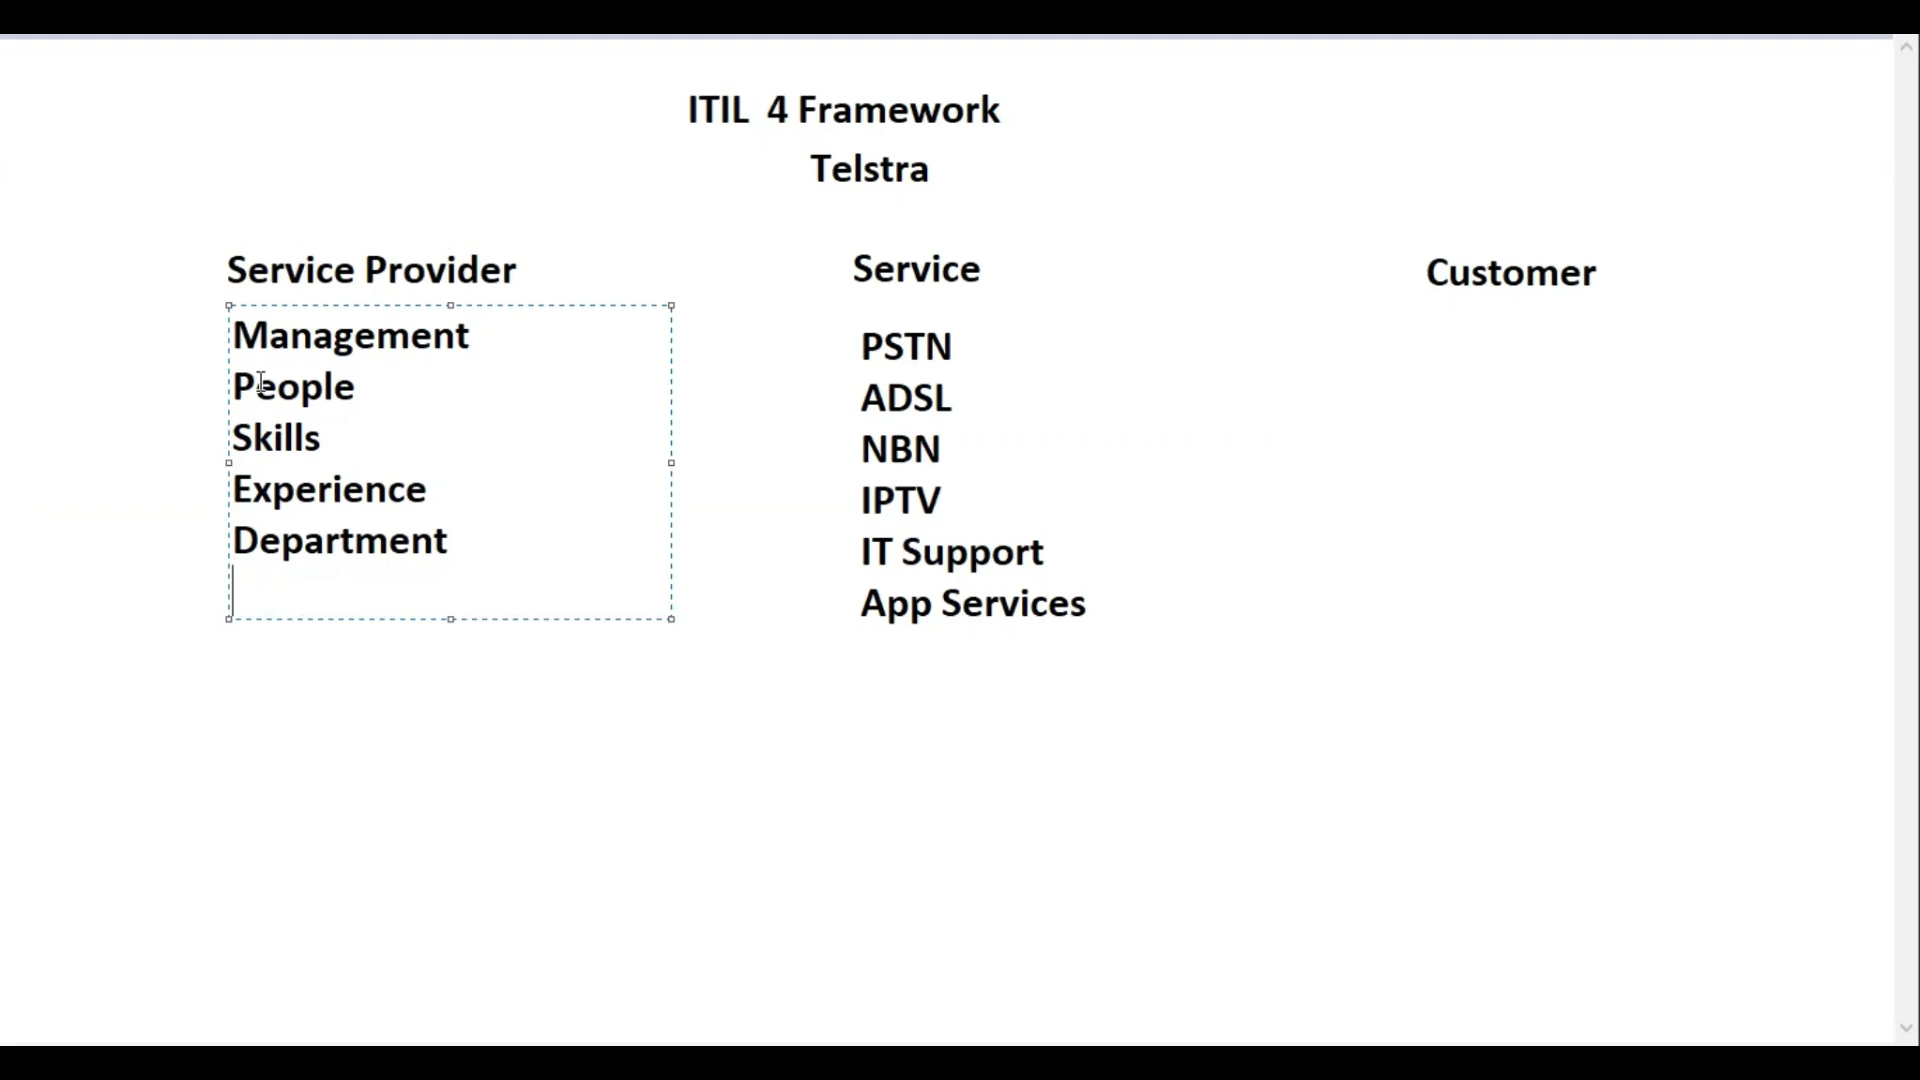 ITIL  4 Framework
Telstra
Service Provider
Service
Customer
Management
People
Skills
Experience
Department
PSTN
ADSL
NBN
IPTV
IT Support
App Services